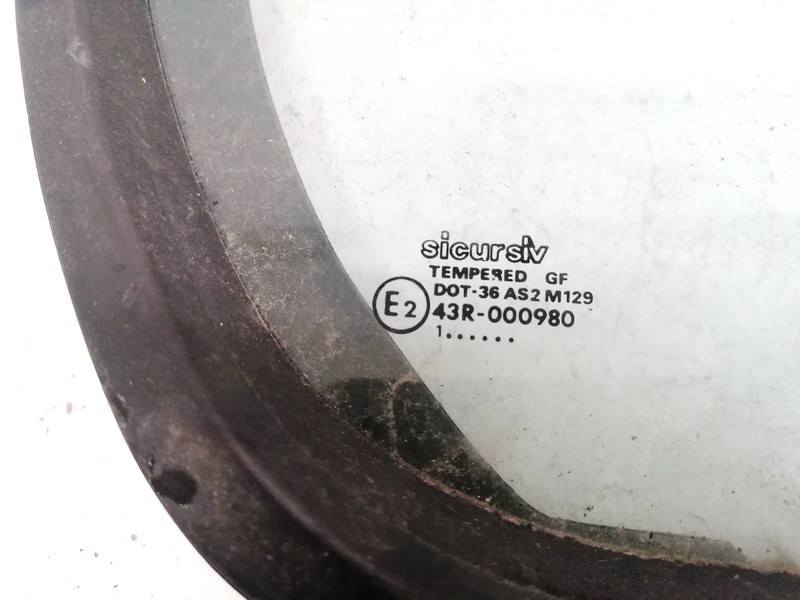 sicursiv
TEMPERED GF
DOT-36 AS2 M129
E2 43R-000980
1......